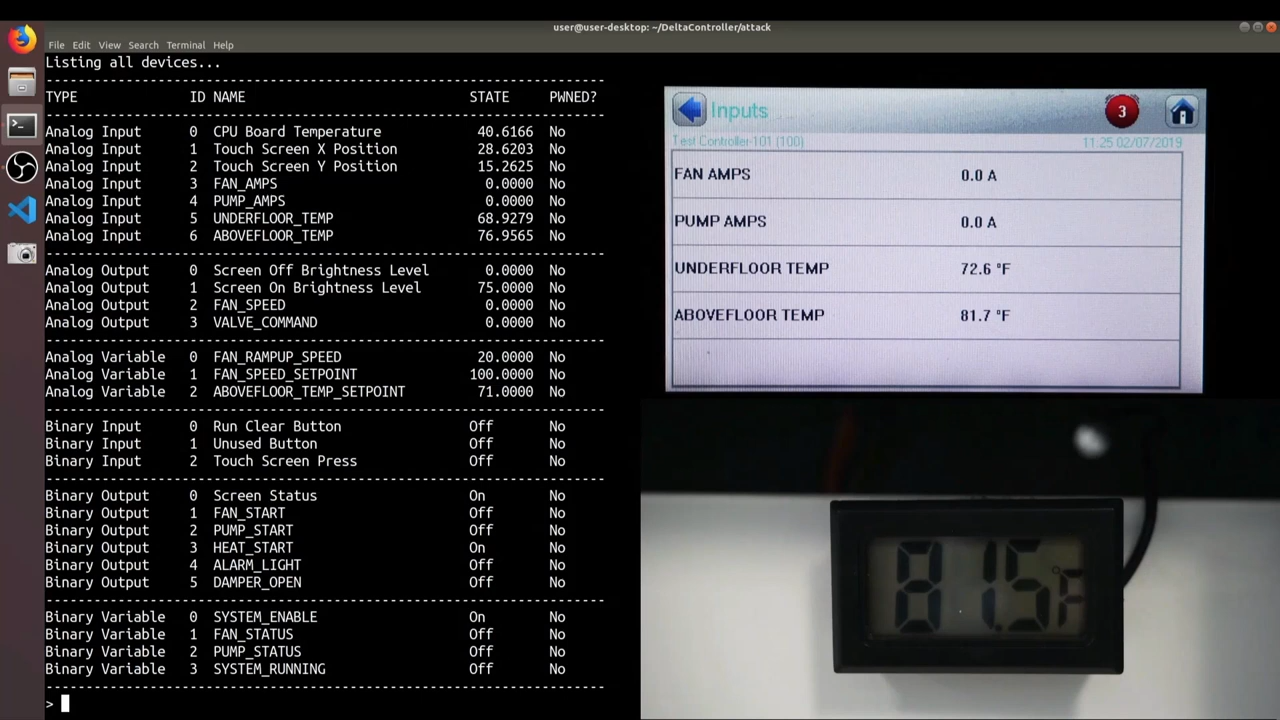 user@user-desktop: ~/DeltaController/attack
File Edit View Search Terminal Help
Listing all devices...
TYPE ID NAME STATE PWNED?
Analog Input 0 CPU Board Temperature 40.6166 No
Analog Input 1 Touch Screen X Position 28.6203 No
Analog Input 2 Touch Screen Y Position 15.2625 No
Analog Input 3 FAN_AMPS 0.0000 No
Analog Input 4 PUMP_AMPS 0.0000 No
Analog Input 5 UNDERFLOOR_TEMP 68.9279 No
Analog Input 6 ABOVEFLOOR_TEMP 76.9565 No
Analog Output 0 Screen Off Brightness Level 0.0000 No
Analog Output 1 Screen On Brightness Level 75.0000 No
Analog Output 2 FAN_SPEED 0.0000 No
Analog Output 3 VALVE_COMMAND 0.0000 No
Analog Variable 0 FAN_RAMPUP_SPEED 20.0000 No
Analog Variable 1 FAN_SPEED_SETPOINT 100.0000 No
Analog Variable 2 ABOVEFLOOR_TEMP_SETPOINT 71.0000 No
Binary Input 0 Run Clear Button Off No
Binary Input 1 Unused Button Off No
Binary Input 2 Touch Screen Press Off No
Binary Output 0 Screen Status On No
Binary Output 1 FAN_START Off No
Binary Output 2 PUMP_START Off No
Binary Output 3 HEAT_START On No
Binary Output 4 ALARM_LIGHT Off No
Binary Output 5 DAMPER_OPEN Off No
Binary Variable 0 SYSTEM_ENABLE On No
Binary Variable 1 FAN_STATUS Off No
Binary Variable 2 PUMP_STATUS Off No
Binary Variable 3 SYSTEM_RUNNING Off No
>
Inputs 3
Test Controller-101 (100) 11:25 02/07/2019
FAN AMPS 0.0 A
PUMP AMPS 0.0 A
UNDERFLOOR TEMP 72.6 °F
ABOVEFLOOR TEMP 81.7 °F
81.5°F